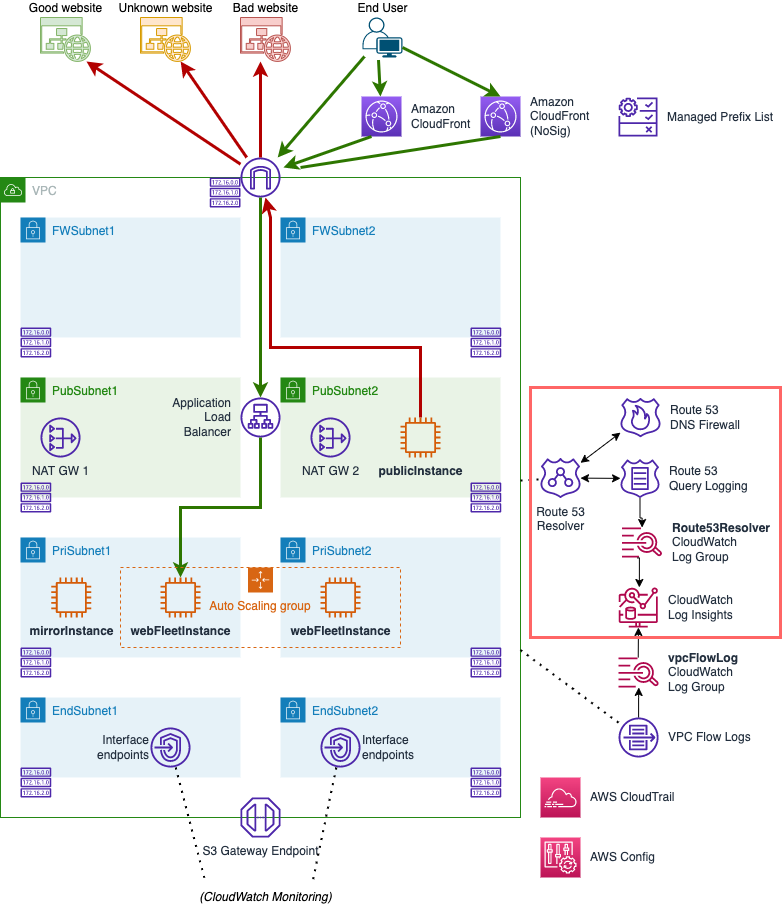 Good website
Unknown website
Bad website
End User
Amazon
CloudFront
Amazon
CloudFront
(NoSig)
Managed Prefix List
172.16.0.0
172.16.1.0
172.16.2.0
VPC
FWSubnet1
FWSubnet2
172.16.0.0
172.16.1.0
172.16.2.0
172.16.0.0
172.16.1.0
172.16.2.0
PubSubnet1
Application
Load
Balancer
PubSubnet2
NAT GW 1
NAT GW 2
publicInstance
172.16.0.0
172.16.1.0
172.16.2.0
172.16.0.0
172.16.1.0
172.16.2.0
Route 53
DNS Firewall
Route 53
Resolver
Route 53
Query Logging
Route53Resolver
CloudWatch
Log Group
CloudWatch
Log Insights
PriSubnet1
PriSubnet2
Auto Scaling group
mirrorInstance
webFleetInstance
webFleetInstance
172.16.0.0
172.16.1.0
172.16.2.0
172.16.0.0
172.16.1.0
172.16.2.0
vpcFlowLog
CloudWatch
Log Group
VPC Flow Logs
EndSubnet1
EndSubnet2
Interface
endpoints
Interface
endpoints
172.16.0.0
172.16.1.0
172.16.2.0
172.16.0.0
172.16.1.0
172.16.2.0
AWS CloudTrail
S3 Gateway Endpoint
AWS Config
(CloudWatch Monitoring)